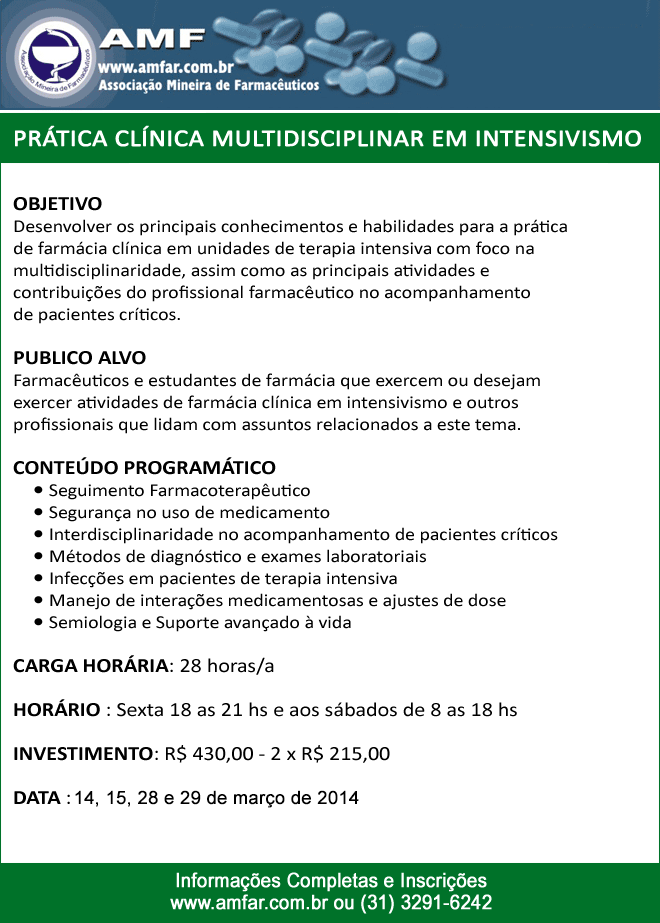 AMF
www.amfar.com.br
Associação Mineira de Farmacêuticos
Associação Mineira de Farmacêuticos
PRÁTICA CLÍNICA MULTIDISCIPLINAR EM INTENSIVISMO
OBJETIVO
Desenvolver os principais conhecimentos e habilidades para a prática
de farmácia clínica em unidades de terapia intensiva com foco na
multidisciplinaridade, assim como as principais atividades e
contribuições do profissional farmacêutico no acompanhamento
de pacientes críticos.
PUBLICO ALVO
Farmacêuticos e estudantes de farmácia que exercem ou desejam
exercer atividades de farmácia clínica em intensivismo e outros
profissionais que lidam com assuntos relacionados a este tema.
CONTEÚDO PROGRAMÁTICO
• Seguimento Farmacoterapêutico
• Segurança no uso de medicamento
• Interdisciplinaridade no acompanhamento de pacientes críticos
• Métodos de diagnóstico e exames laboratoriais
• Infecções em pacientes de terapia intensiva
• Manejo de interações medicamentosas e ajustes de dose
• Semiologia e Suporte avançado à vida
CARGA HORÁRIA: 28 horas/a
HORÁRIO : Sexta 18 as 21 hs e aos sábados de 8 as 18 hs
INVESTIMENTO: R$ 430,00 - 2 x R$ 215,00
DATA : 14, 15, 28 e 29 de março de 2014
Informações Completas e Inscrições
www.amfar.com.br ou (31) 3291-6242